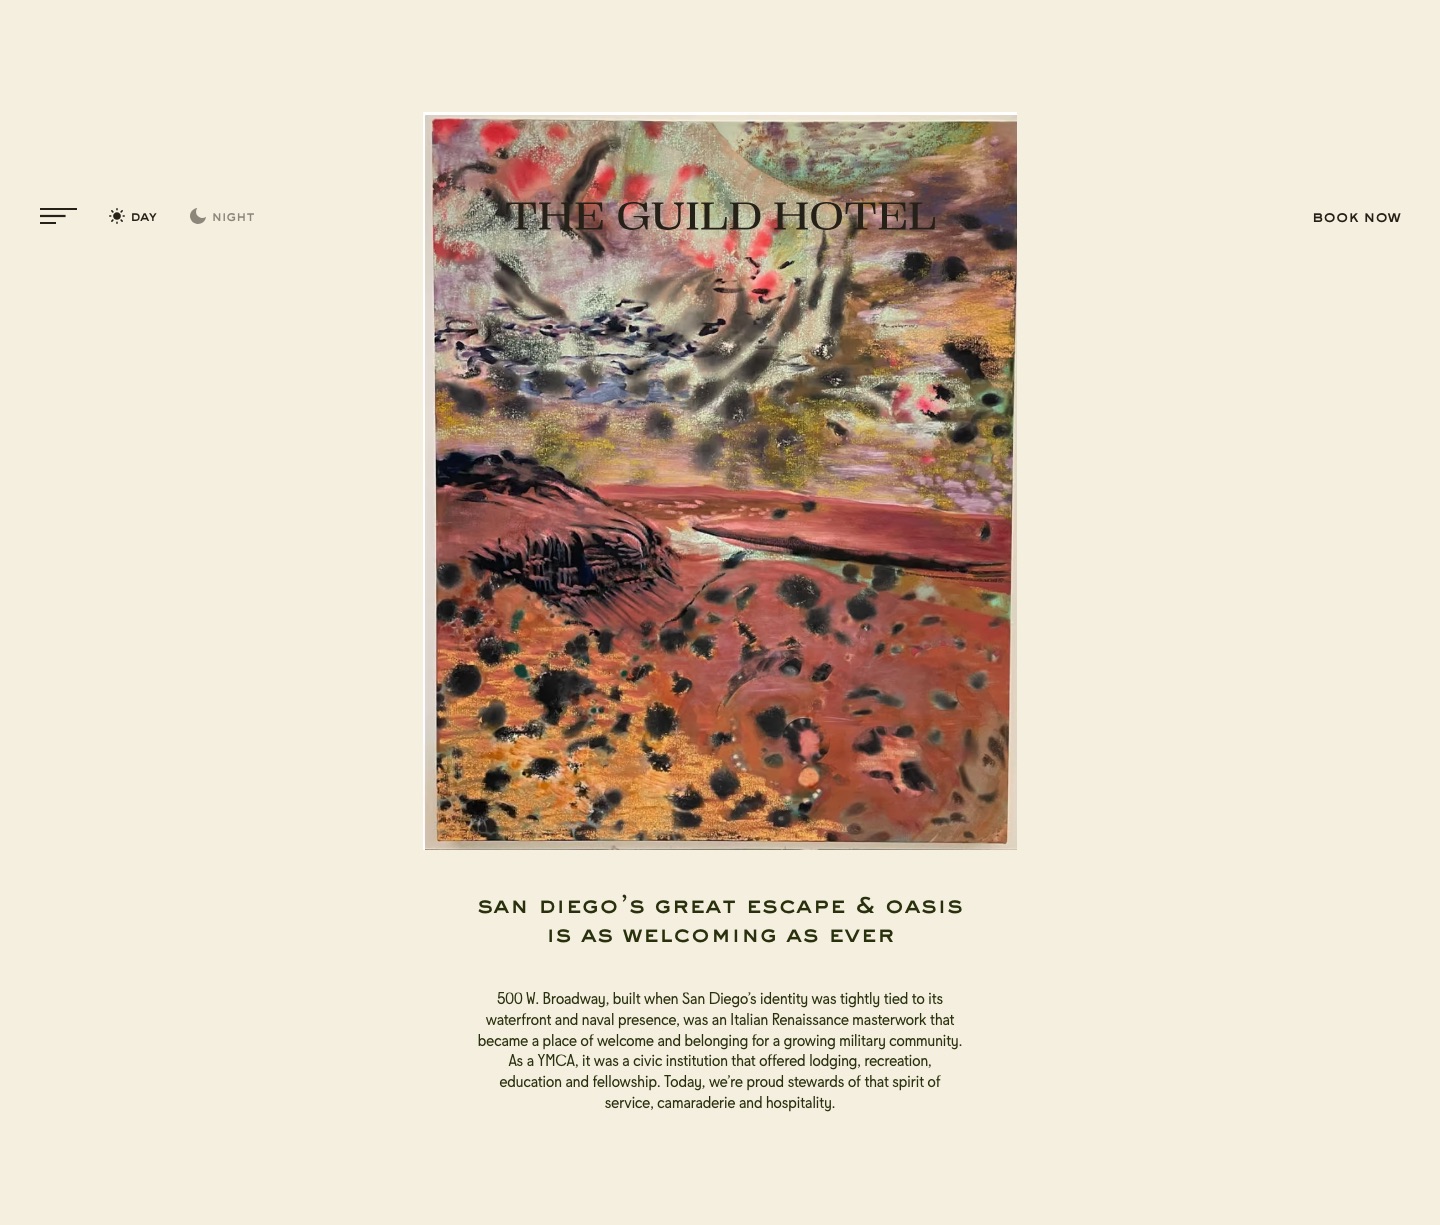 DAY
NIGHT
THE GUILD HOTEL
BOOK NOW
SAN DIEGO’S GREAT ESCAPE & OASIS
IS AS WELCOMING AS EVER
500 W. Broadway, built when San Diego’s identity was tightly tied to its
waterfront and naval presence, was an Italian Renaissance masterwork that
became a place of welcome and belonging for a growing military community.
As a YMCA, it was a civic institution that offered lodging, recreation,
education and fellowship. Today, we’re proud stewards of that spirit of
service, camaraderie and hospitality.